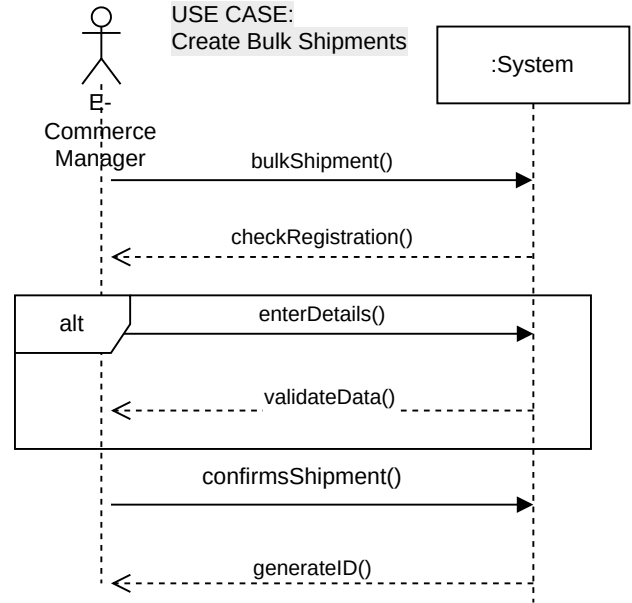 USE CASE:
Create Bulk Shipments
:System
E-
Commerce
Manager
bulkShipment()
checkRegistration()
alt
enterDetails()
validateData()
confirmsShipment()
generateID()